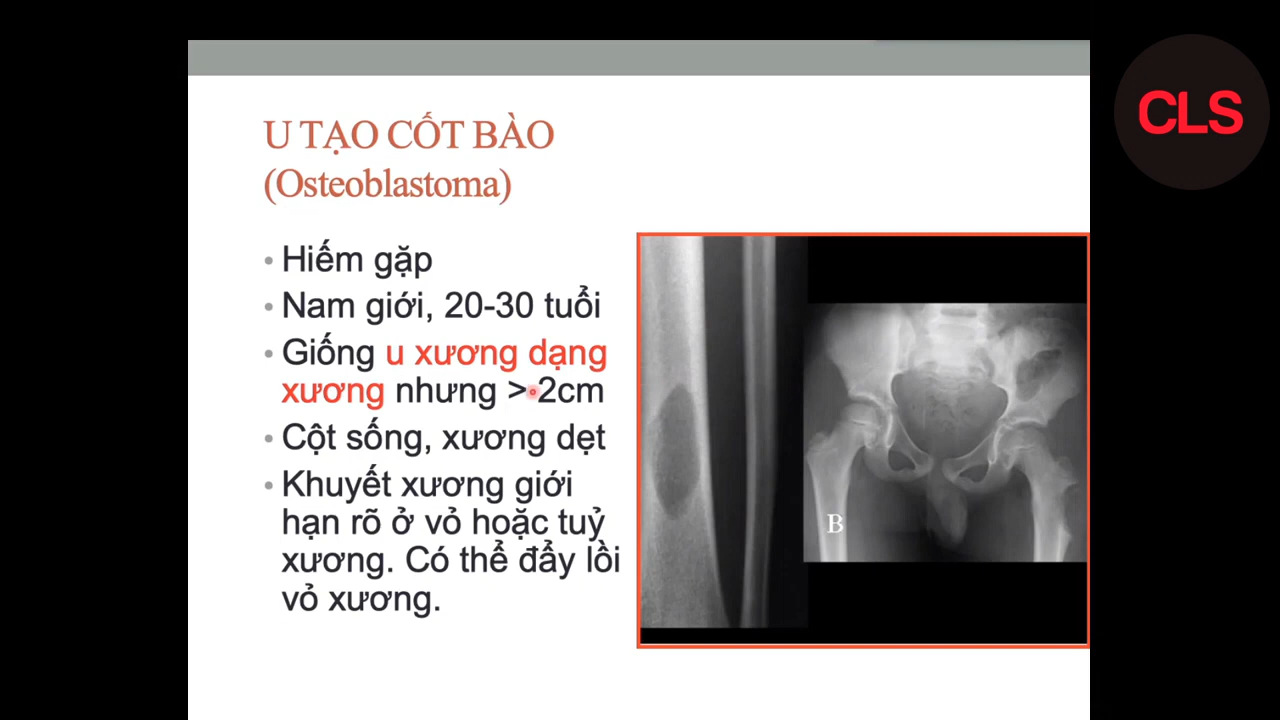 U TẠO CỐT BÀO
(Osteoblastoma)
• Hiếm gặp
• Nam giới, 20-30 tuổi
• Giống u xương dạng
xương nhưng > 2cm
• Cột sống, xương dẹt
• Khuyết xương giới
hạn rõ ở vỏ hoặc tuỷ
xương. Có thể đẩy lồi
vỏ xương.
B
CLS